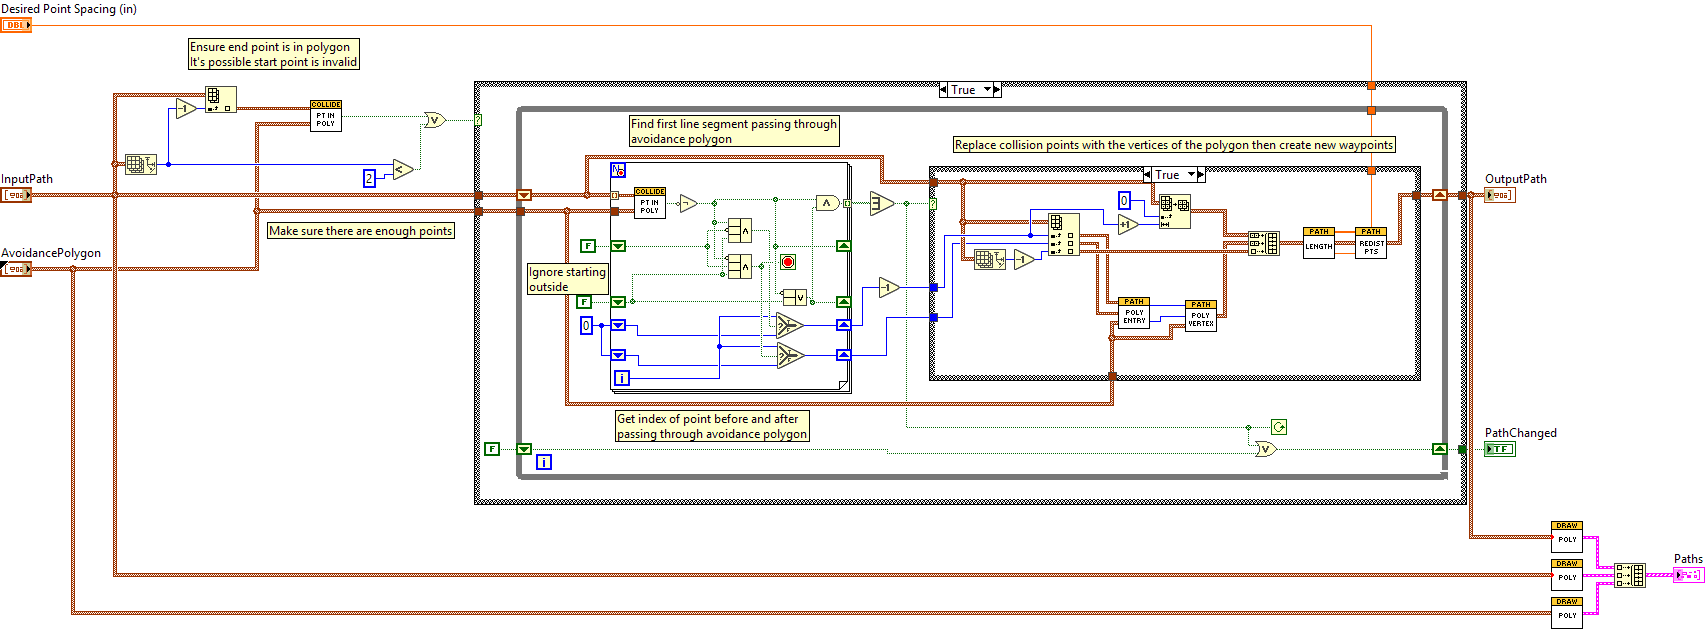 Desired Point Spacing (in)
DBL
Ensure end point is in polygon
It's possible start point is invalid
-1
COLLIDE
PT IN
POLY
V
<
2
InputPath
AvoidancePolygon
Make sure there are enough points
True
?
Find first line segment passing through
avoidance polygon
Replace collision points with the vertices of the polygon then create new waypoints
N
COLLIDE
PT IN
POLY
F
Ignore starting
outside
F
0
i
-1
True
?
0
+1
-1
PATH
POLY
ENTRY
PATH
POLY
VERTEX
PATH
LENGTH
PATH
REDIST
PTS
Get index of point before and after
passing through avoidance polygon
F
i
V
OutputPath
PathChanged
TF
DRAW
POLY
DRAW
POLY
DRAW
POLY
Paths